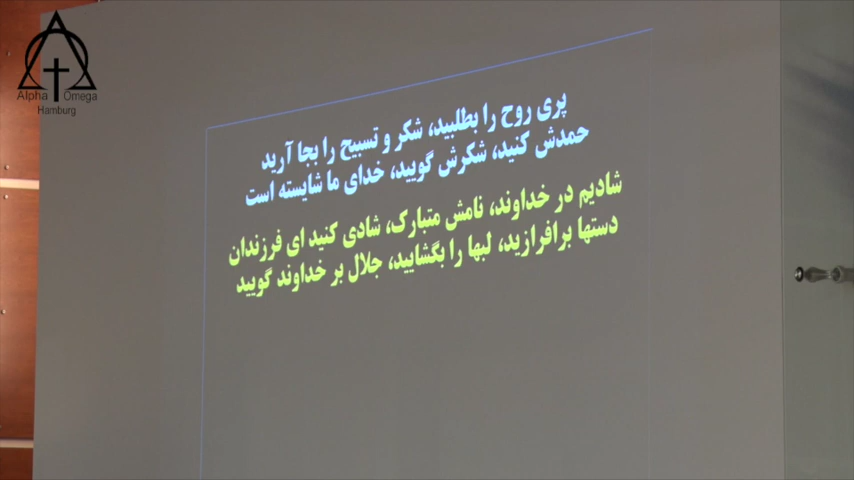 Alpha Omega
Hamburg
پری روح را بطلبید، شکر و تسبیح را بجا آرید
حمدش کنید، شکرش گویید، خدای ما شایسته است
شادیم در خداوند، نامش متبارک، شادی کنید ای فرزندان
دستها برافرازید، لبها را بگشایید، جلال بر خداوند گویید